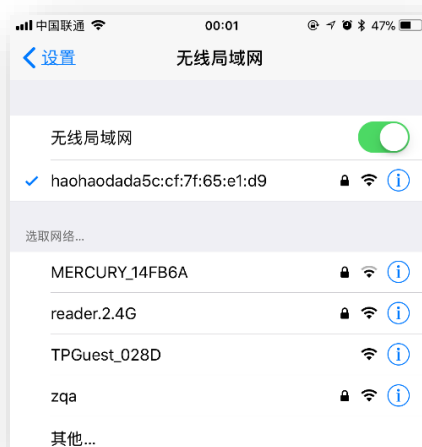 中国联通 00:01 47%
设置 无线局域网
无线局域网
haohaodada5c:cf:7f:65:e1:d9
选取网络...
MERCURY_14FB6A
reader.2.4G
TPGuest_028D
zqa
其他...